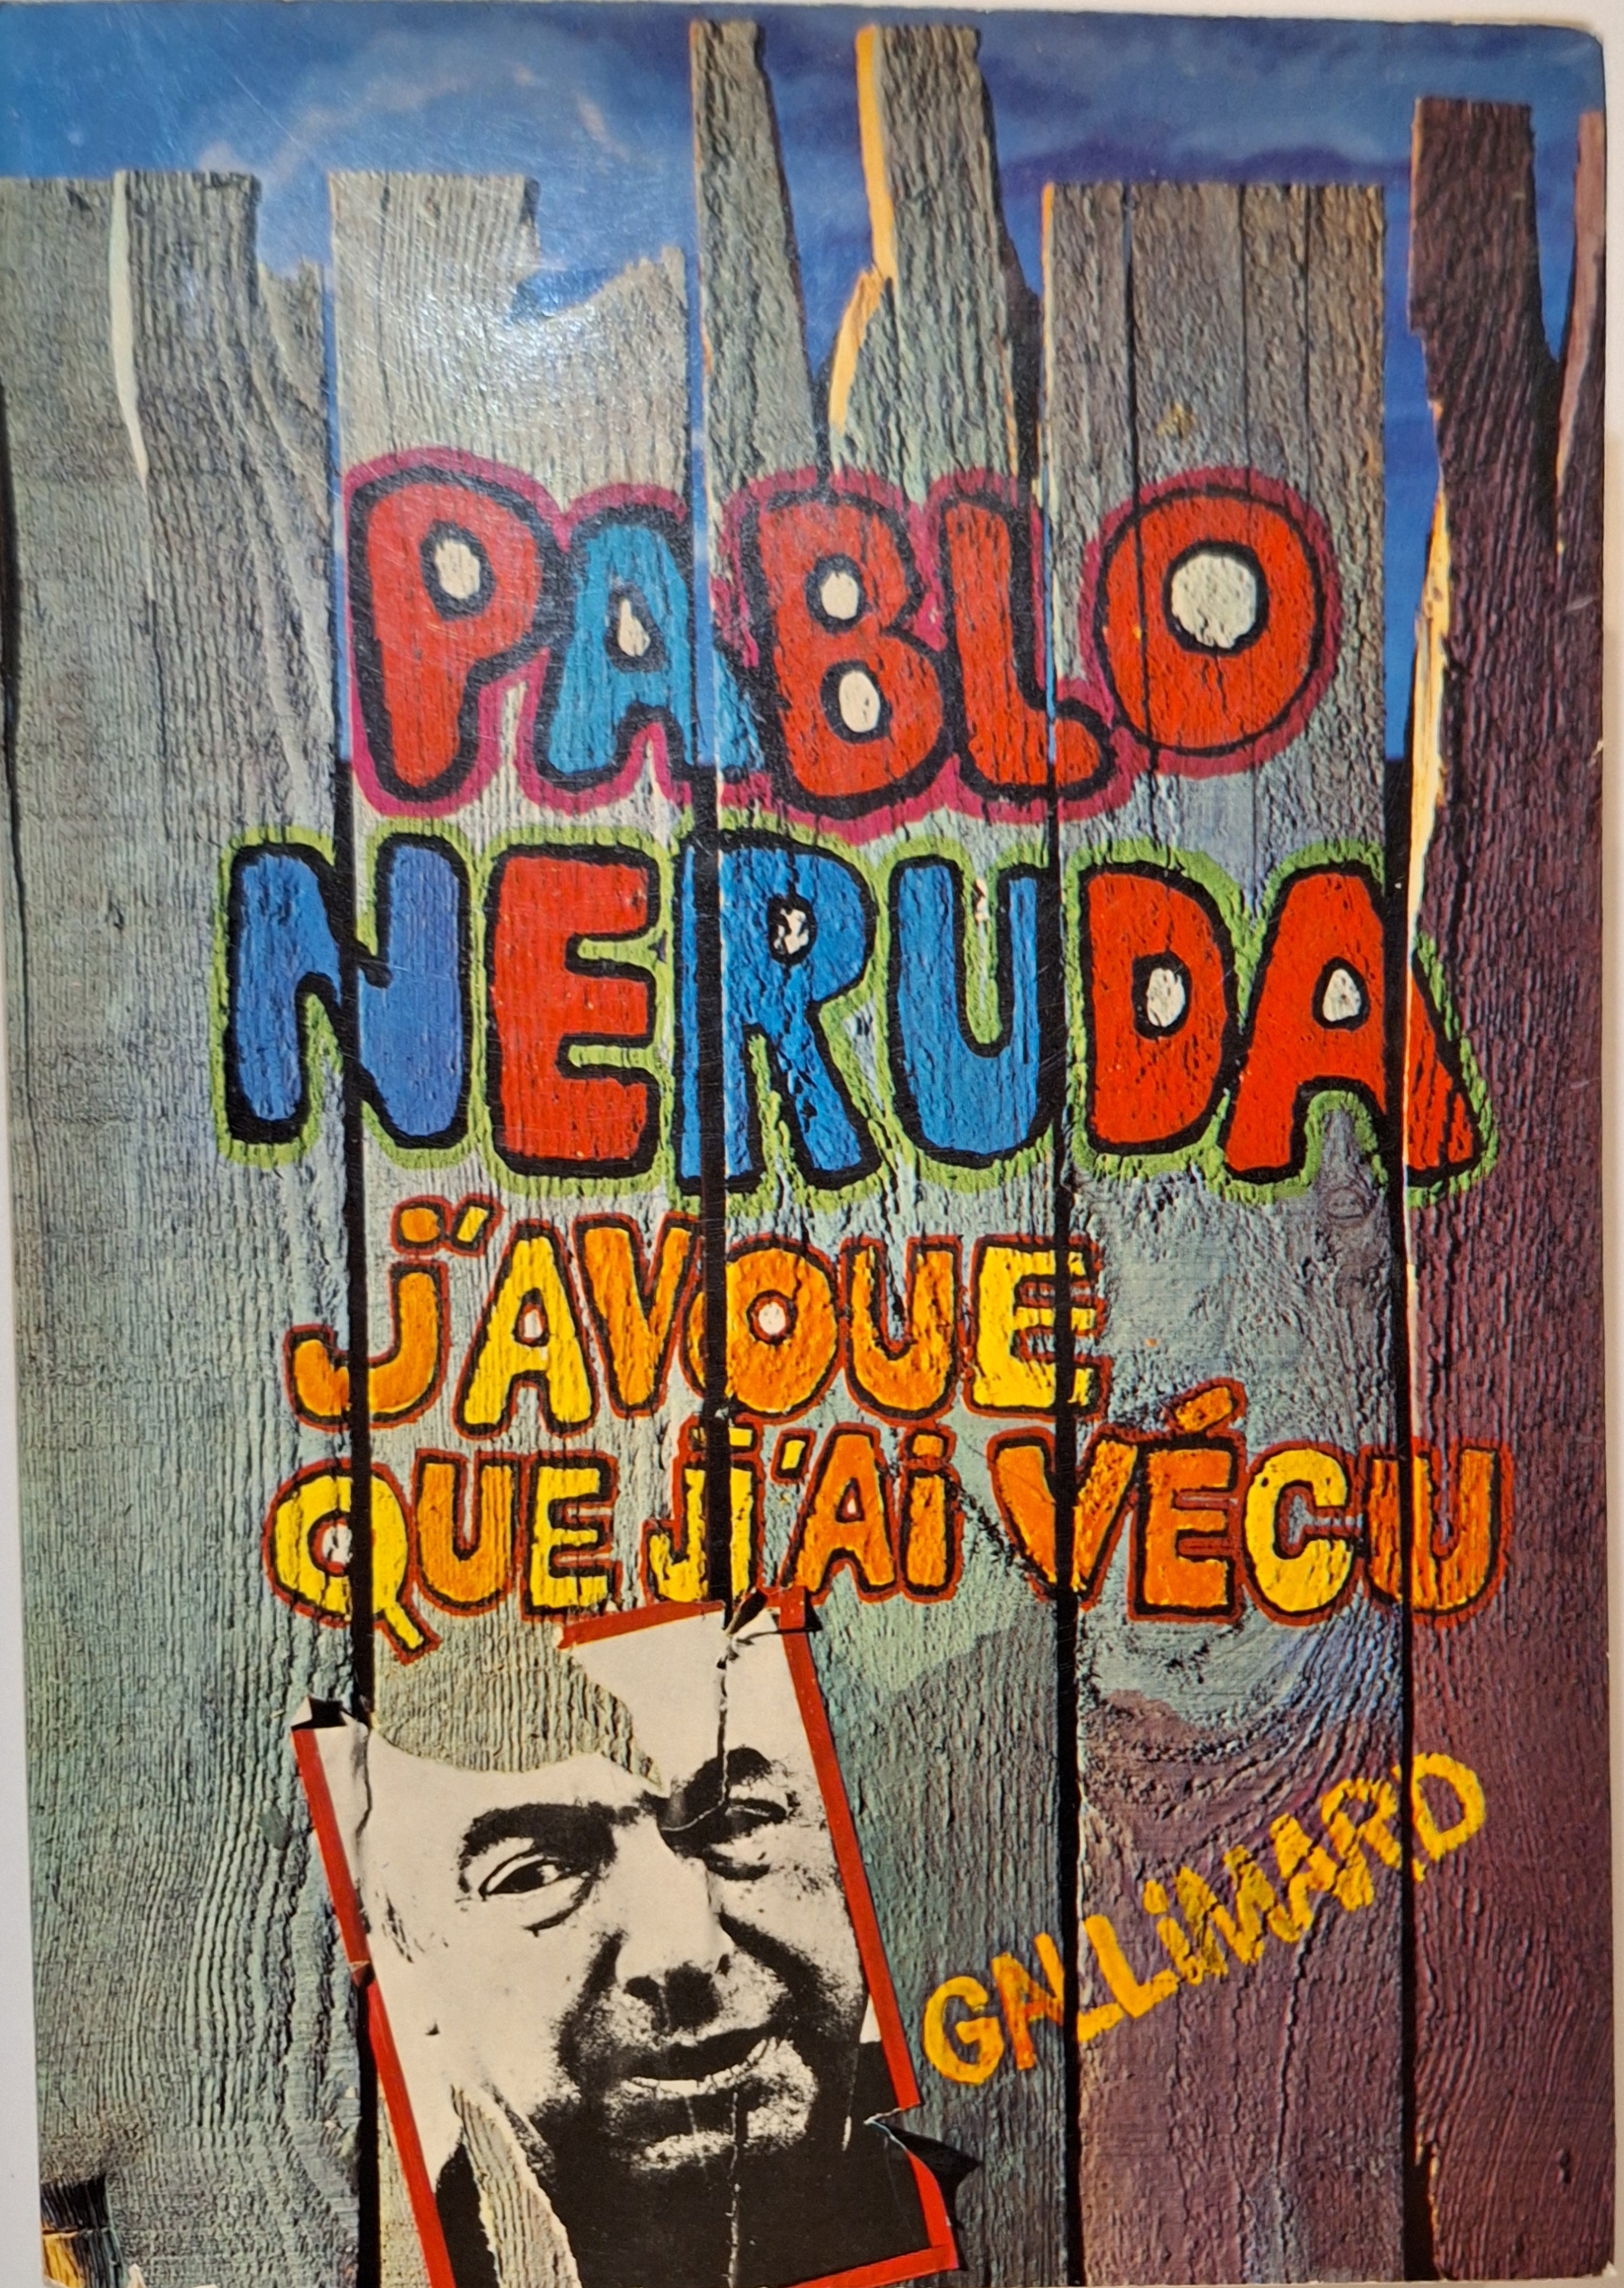 PABLO
NERUDA
j'AVOUE
QUE j'Ai VÉCU
GALLiMARD